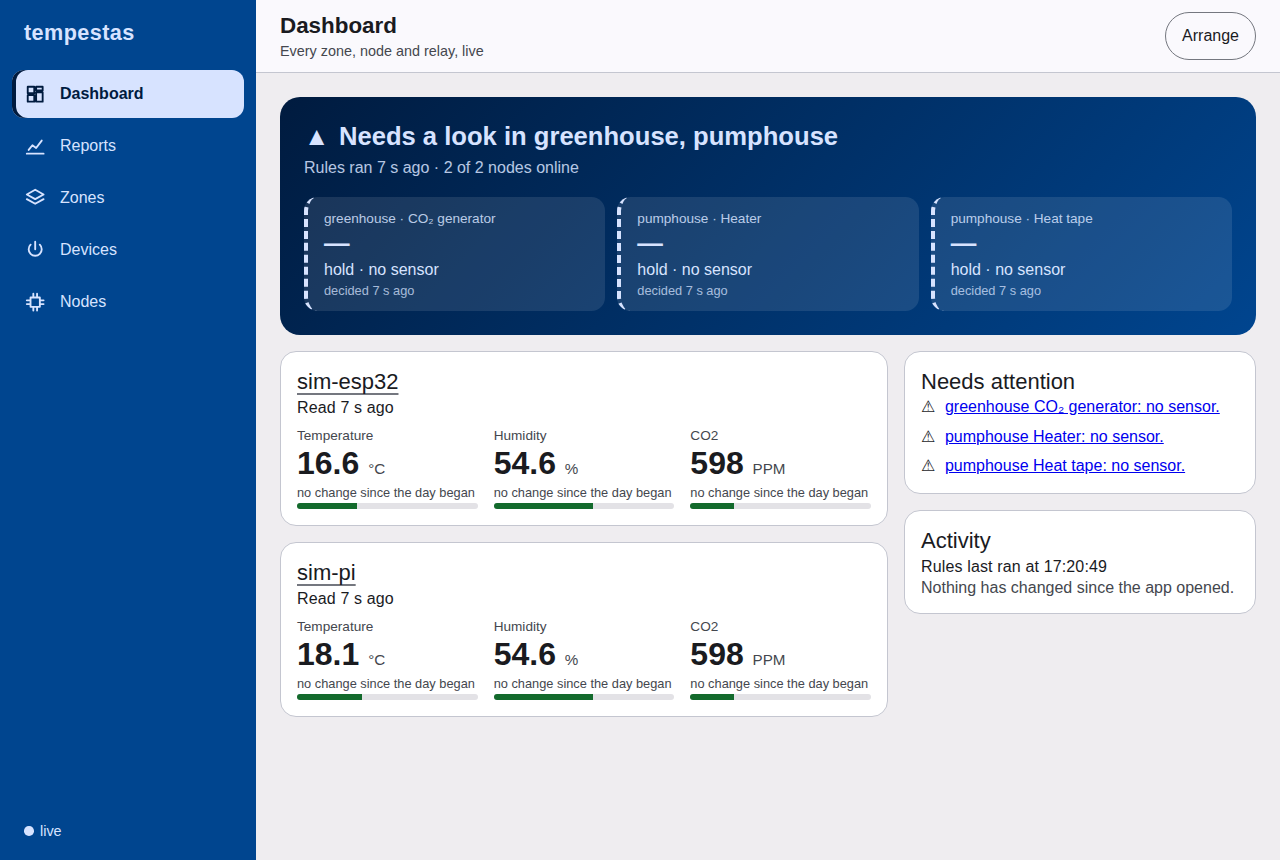 tempestas
Dashboard
Reports
Zones
Devices
Nodes
live
Dashboard
Every zone, node and relay, live
Arrange
▲ Needs a look in greenhouse, pumphouse
Rules ran 7 s ago · 2 of 2 nodes online
greenhouse · CO₂ generator
—
hold · no sensor
decided 7 s ago
pumphouse · Heater
—
hold · no sensor
decided 7 s ago
pumphouse · Heat tape
—
hold · no sensor
decided 7 s ago
sim-esp32
Read 7 s ago
Temperature
16.6 °C
no change since the day began
Humidity
54.6 %
no change since the day began
CO2
598 PPM
no change since the day began
sim-pi
Read 7 s ago
Temperature
18.1 °C
no change since the day began
Humidity
54.6 %
no change since the day began
CO2
598 PPM
no change since the day began
Needs attention
⚠ greenhouse CO₂ generator: no sensor.
⚠ pumphouse Heater: no sensor.
⚠ pumphouse Heat tape: no sensor.
Activity
Rules last ran at 17:20:49
Nothing has changed since the app opened.